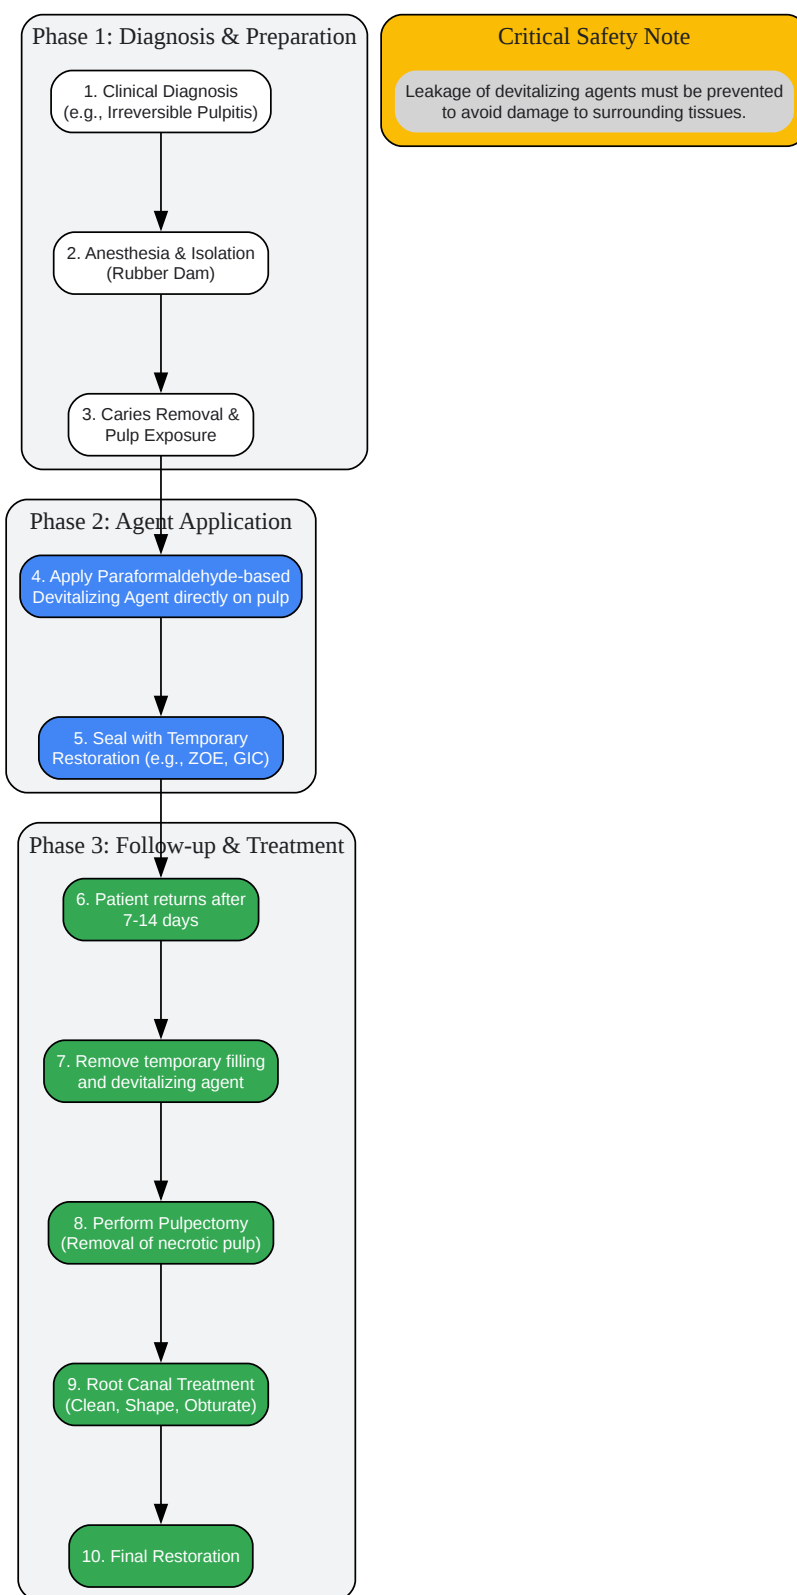 Phase 1: Diagnosis & Preparation
1. Clinical Diagnosis
(e.g., Irreversible Pulpitis)
2. Anesthesia & Isolation
(Rubber Dam)
3. Caries Removal &
Pulp Exposure
Critical Safety Note
Leakage of devitalizing agents must be prevented
to avoid damage to surrounding tissues.
Phase 2: Agent Application
4. Apply Paraformaldehyde-based
Devitalizing Agent directly on pulp
5. Seal with Temporary
Restoration (e.g., ZOE, GIC)
Phase 3: Follow-up & Treatment
6. Patient returns after
7-14 days
7. Remove temporary filling
and devitalizing agent
8. Perform Pulpectomy
(Removal of necrotic pulp)
9. Root Canal Treatment
(Clean, Shape, Obturate)
10. Final Restoration